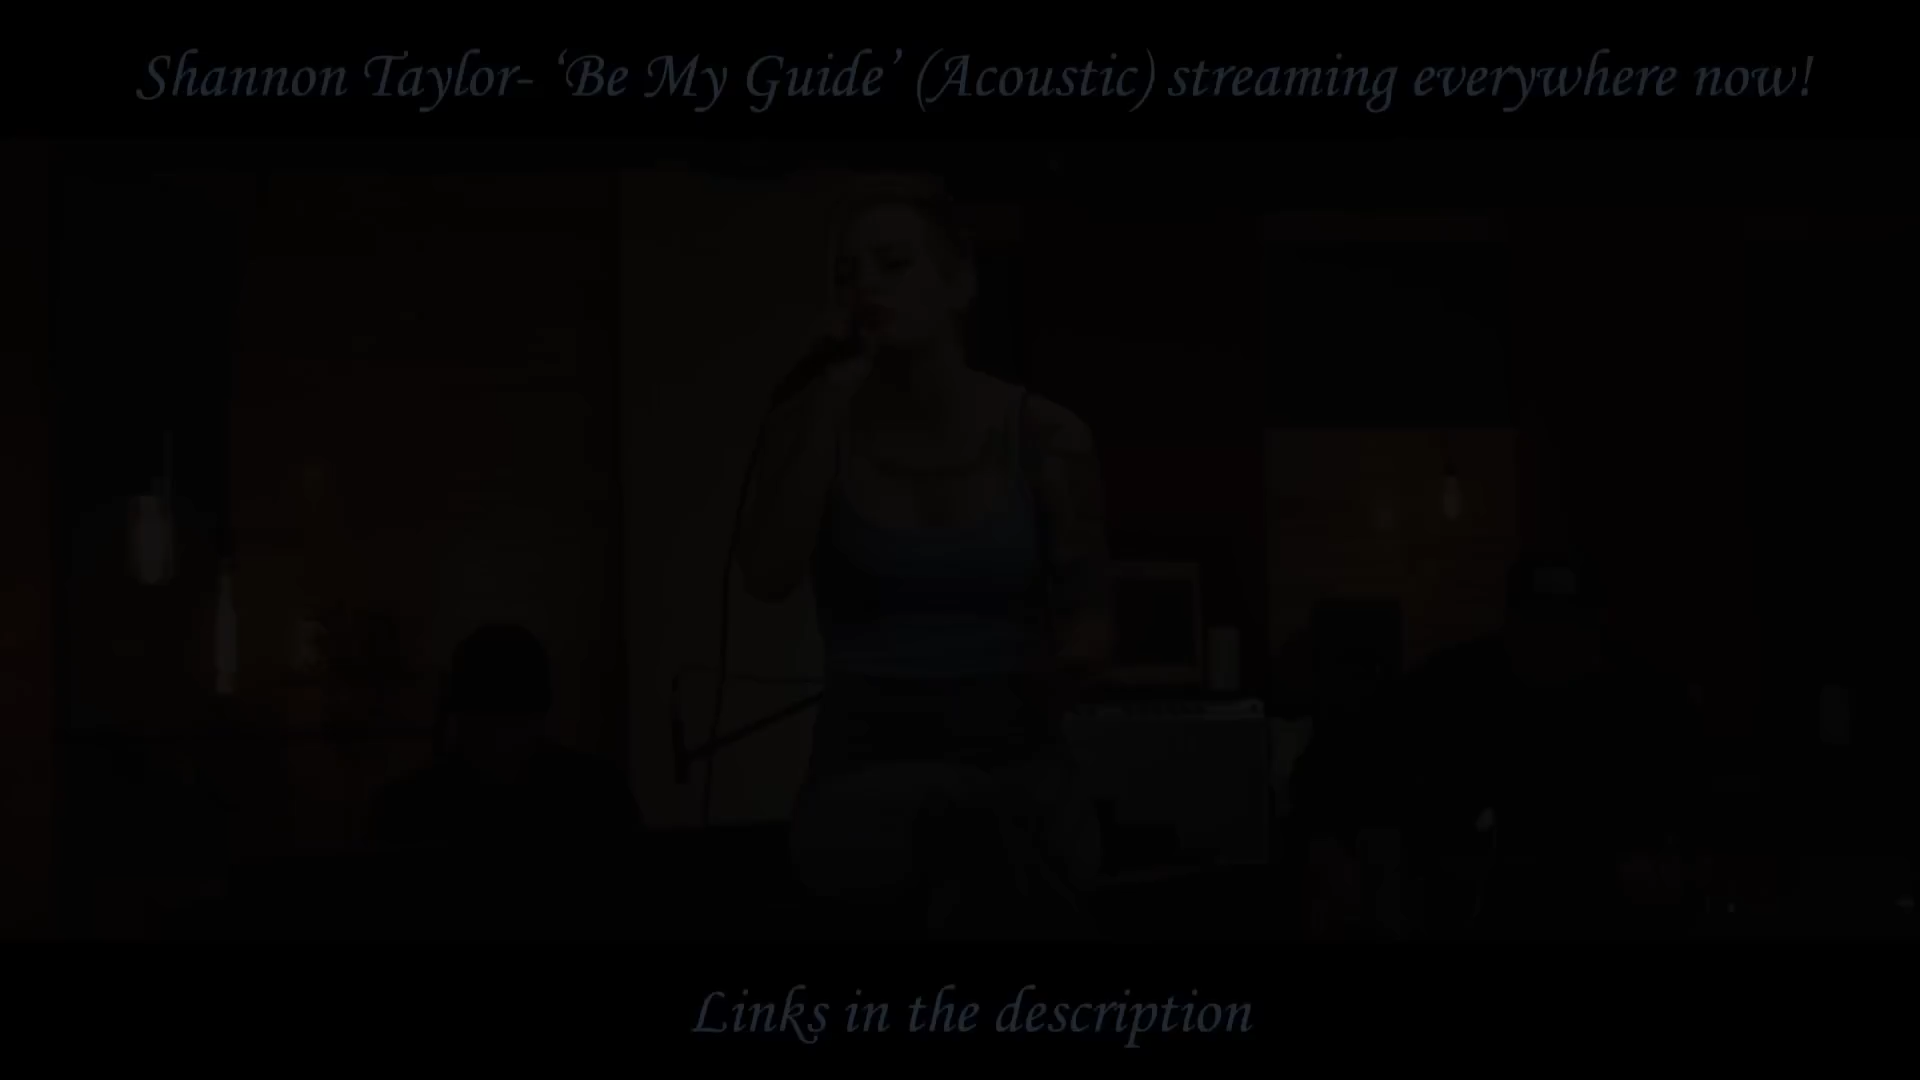 Shannon Taylor- ‘Be My Guide’ (Acoustic) streaming everywhere now!
Links in the description